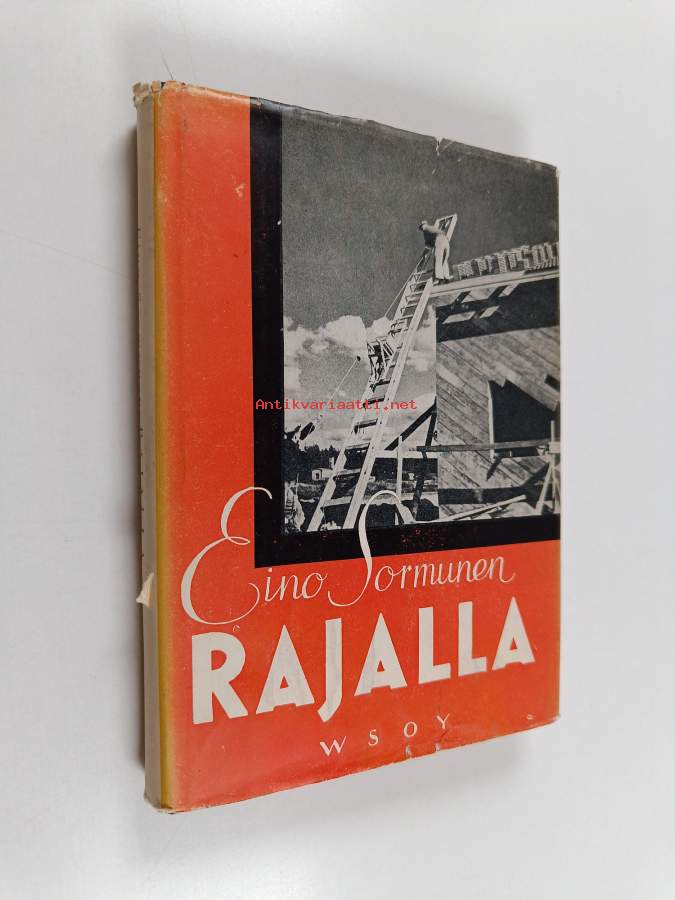 Antikvariaatti.net
Eino Sormunen
RAJALLA
WSOY